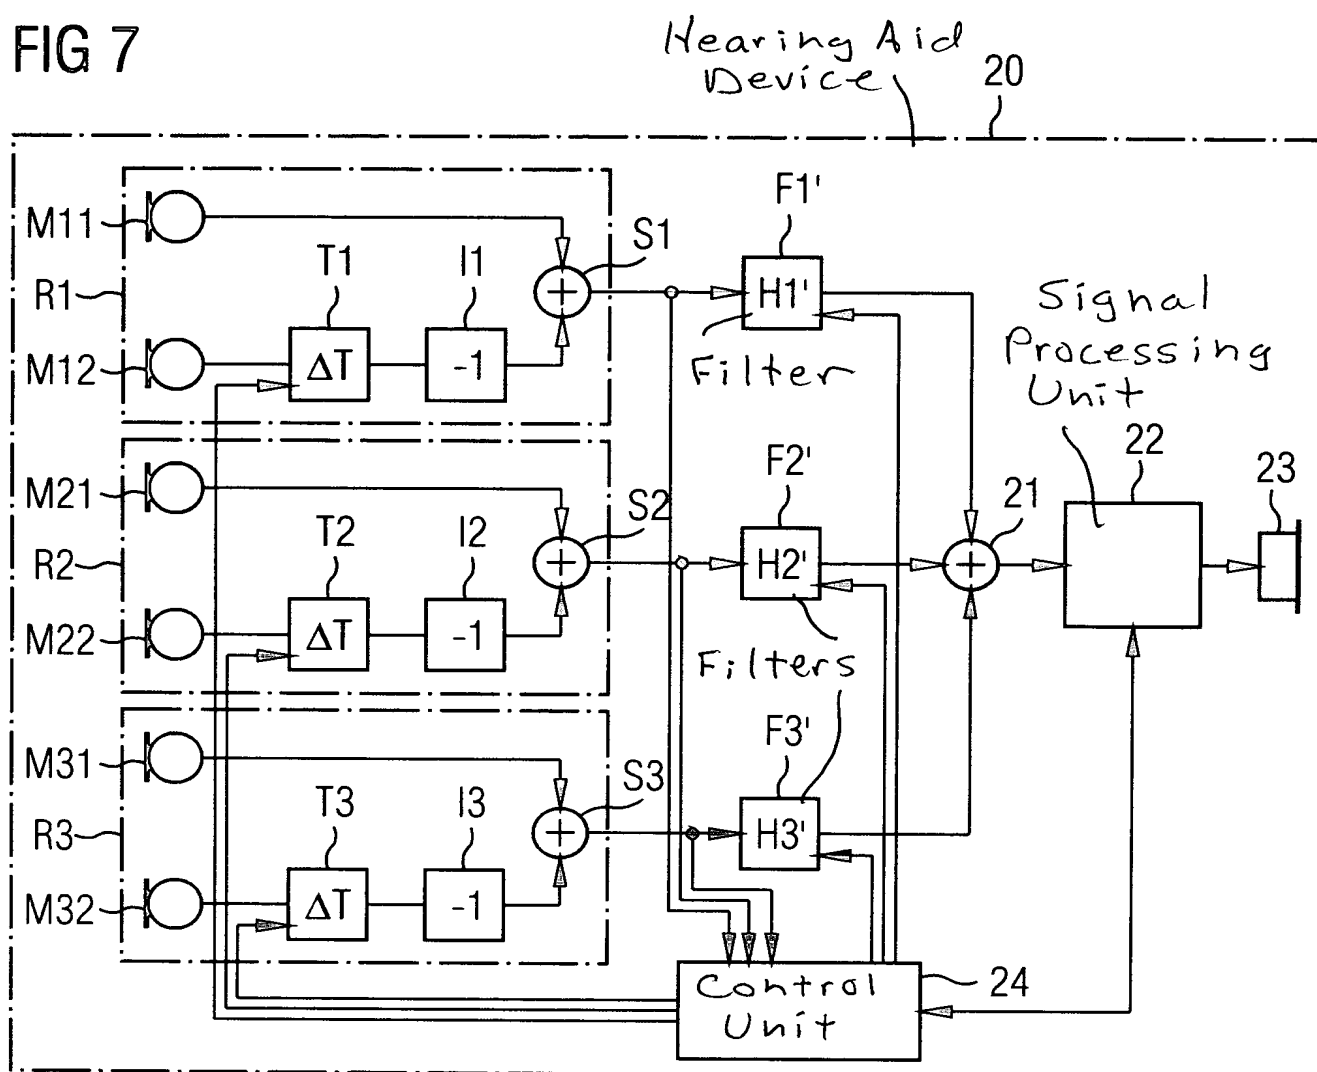 FIG 7
Hearing Aid
Device
20
M11
R1
M12
T1
ΔT
I1
-1
S1
+
F1'
H1'
Filter
Signal
Processing
Unit
22
23
M21
R2
M22
T2
ΔT
I2
-1
S2
+
F2'
H2'
Filters
21
+
M31
R3
M32
T3
ΔT
I3
-1
S3
+
F3'
H3'
Control
Unit
24